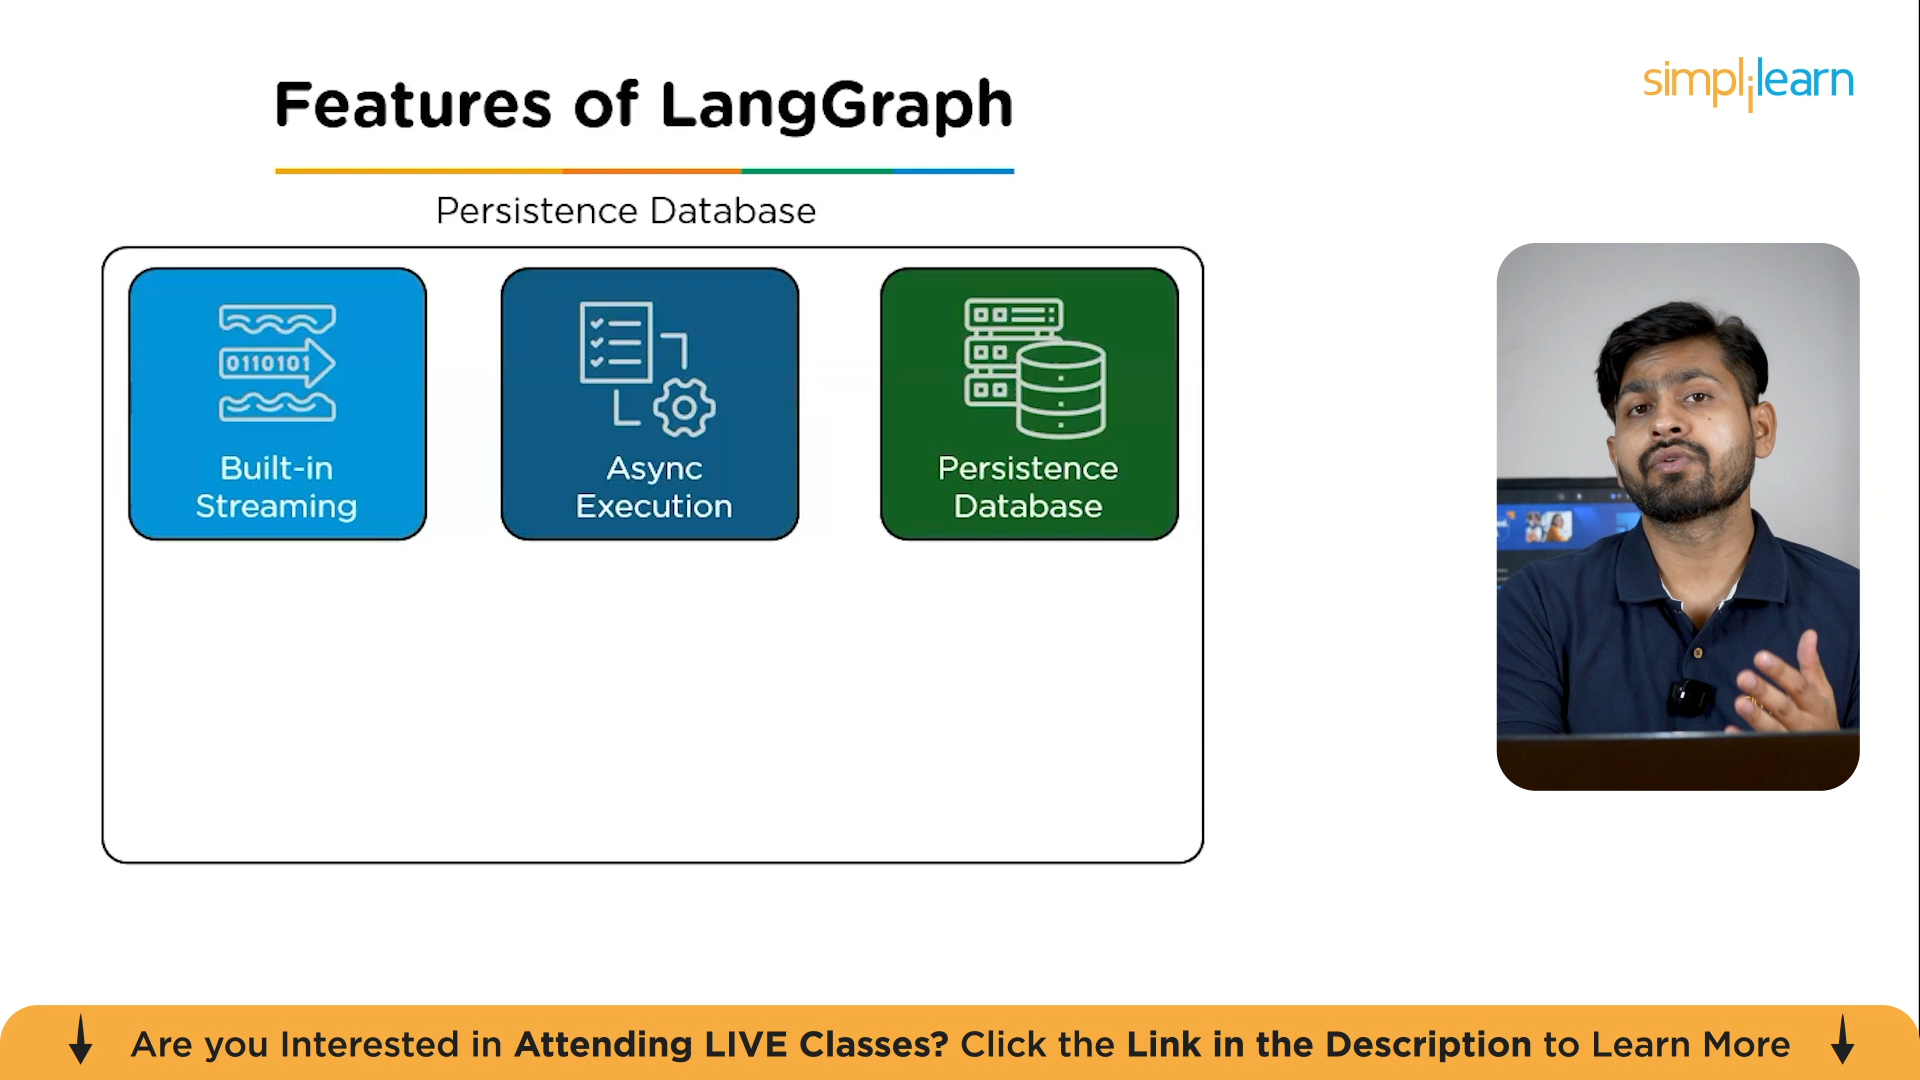 Features of LangGraph
simplilearn
Persistence Database
0110101
Built-in
Streaming
Async
Execution
Persistence
Database
Are you Interested in Attending LIVE Classes? Click the Link in the Description to Learn More